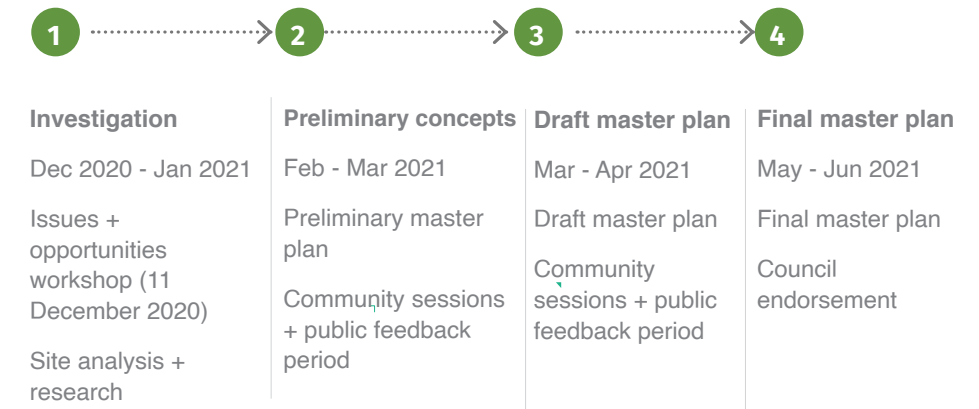 1
2
3
4
Investigation
Dec 2020 - Jan 2021
Issues +
opportunities
workshop (11
December 2020)
Site analysis +
research
Preliminary concepts
Feb - Mar 2021
Preliminary master
plan
Community sessions
+ public feedback
period
Draft master plan
Mar - Apr 2021
Draft master plan
Community
sessions + public
feedback period
Final master plan
May - Jun 2021
Final master plan
Council
endorsement